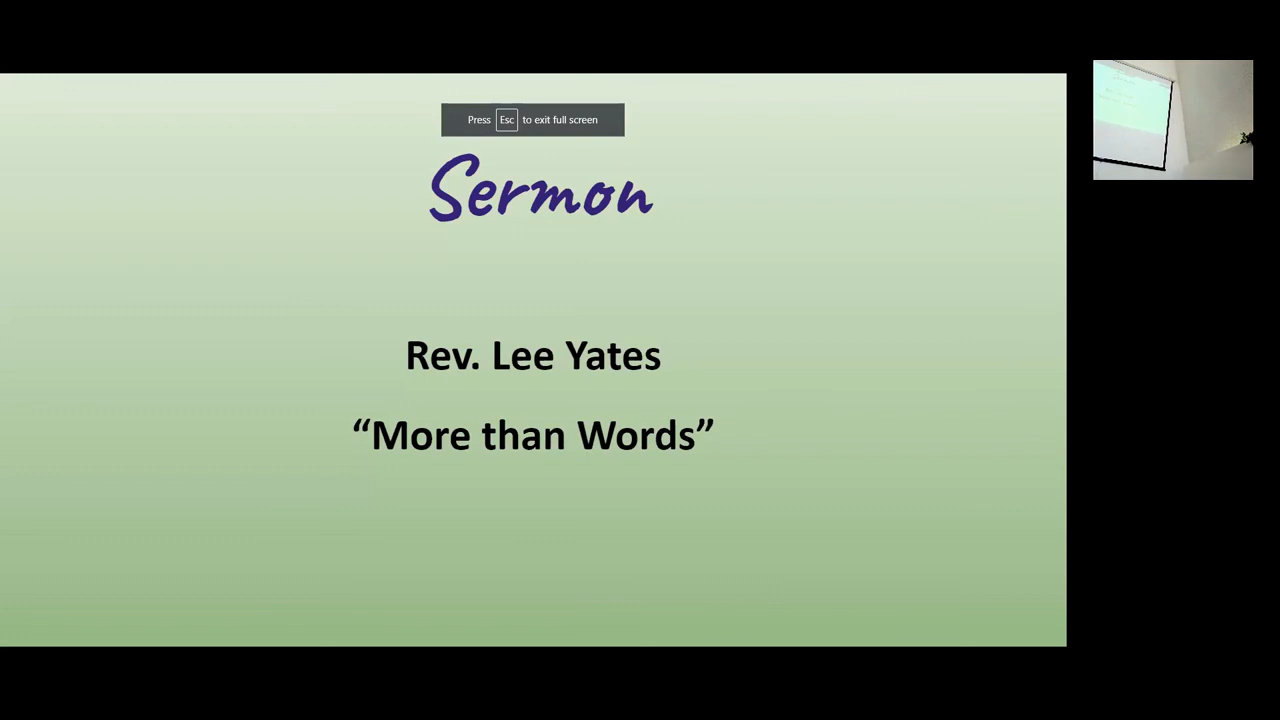 Press Esc to exit full screen
Sermon
Rev. Lee Yates
“More than Words”